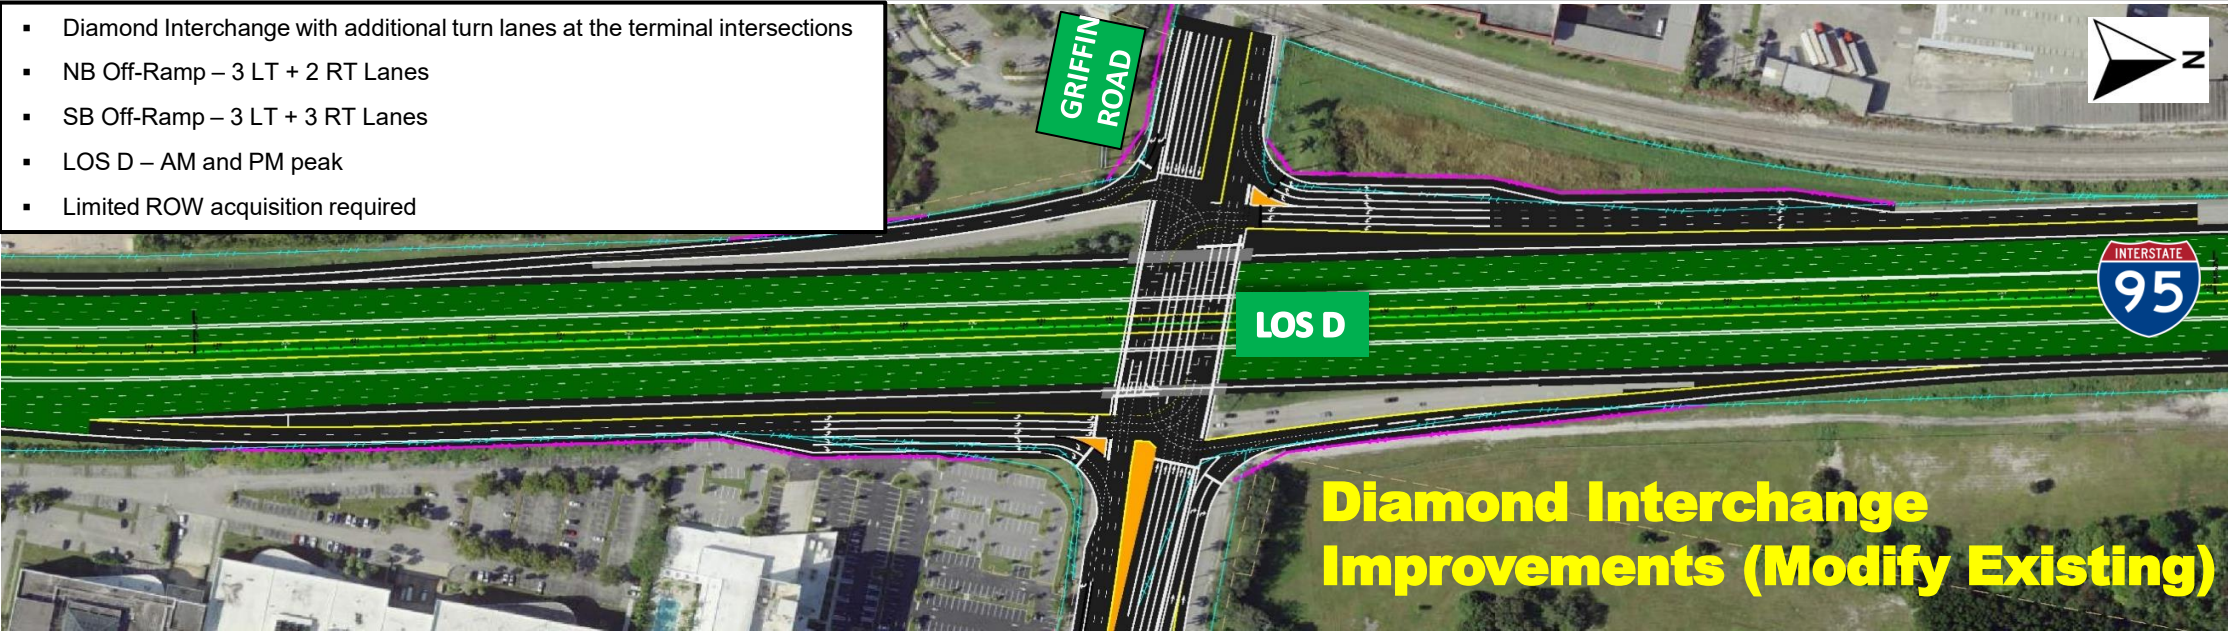 ▪ Diamond Interchange with additional turn lanes at the terminal intersections
▪ NB Off-Ramp – 3 LT + 2 RT Lanes
▪ SB Off-Ramp – 3 LT + 3 RT Lanes
▪ LOS D – AM and PM peak
▪ Limited ROW acquisition required
GRIFFIN
ROAD
N
INTERSTATE
95
LOS D
Diamond Interchange
Improvements (Modify Existing)